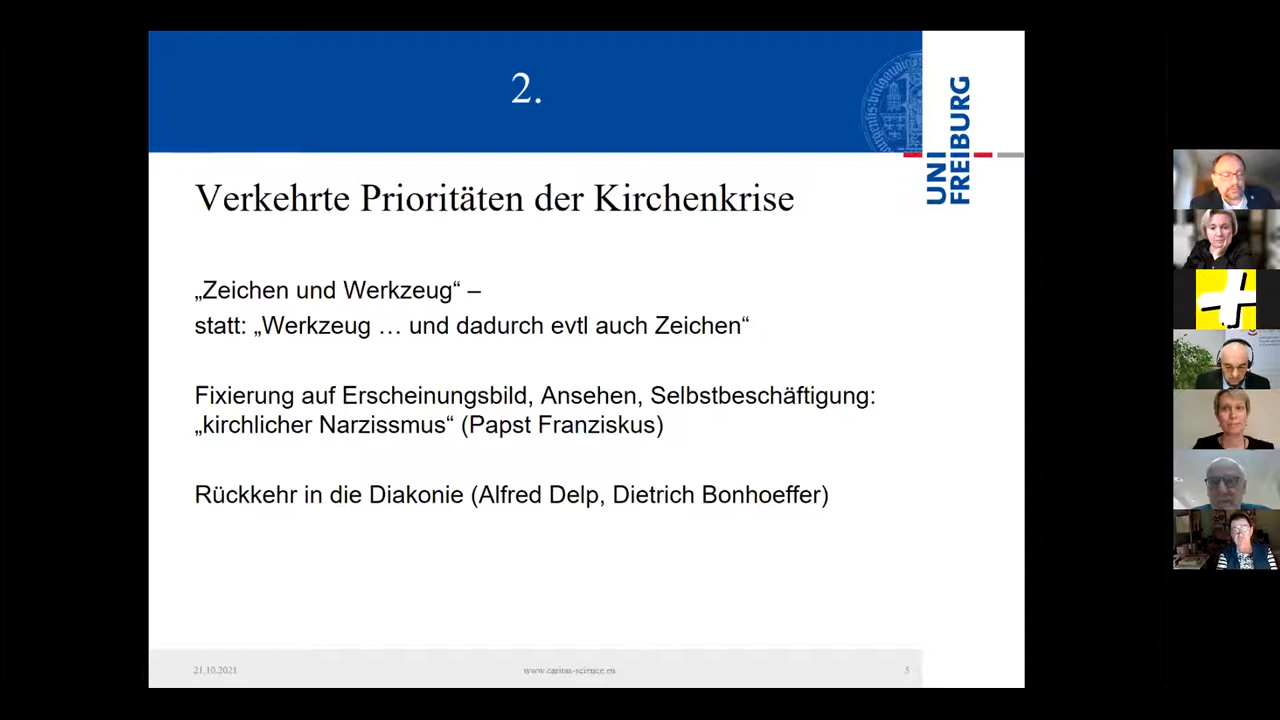 2.
UNI
FREIBURG
Verkehrte Prioritäten der Kirchenkrise
„Zeichen und Werkzeug“ –
statt: „Werkzeug … und dadurch evtl auch Zeichen“
Fixierung auf Erscheinungsbild, Ansehen, Selbstbeschäftigung:
„kirchlicher Narzissmus“ (Papst Franziskus)
Rückkehr in die Diakonie (Alfred Delp, Dietrich Bonhoeffer)
21.10.2021
www.caritas-science.eu
5